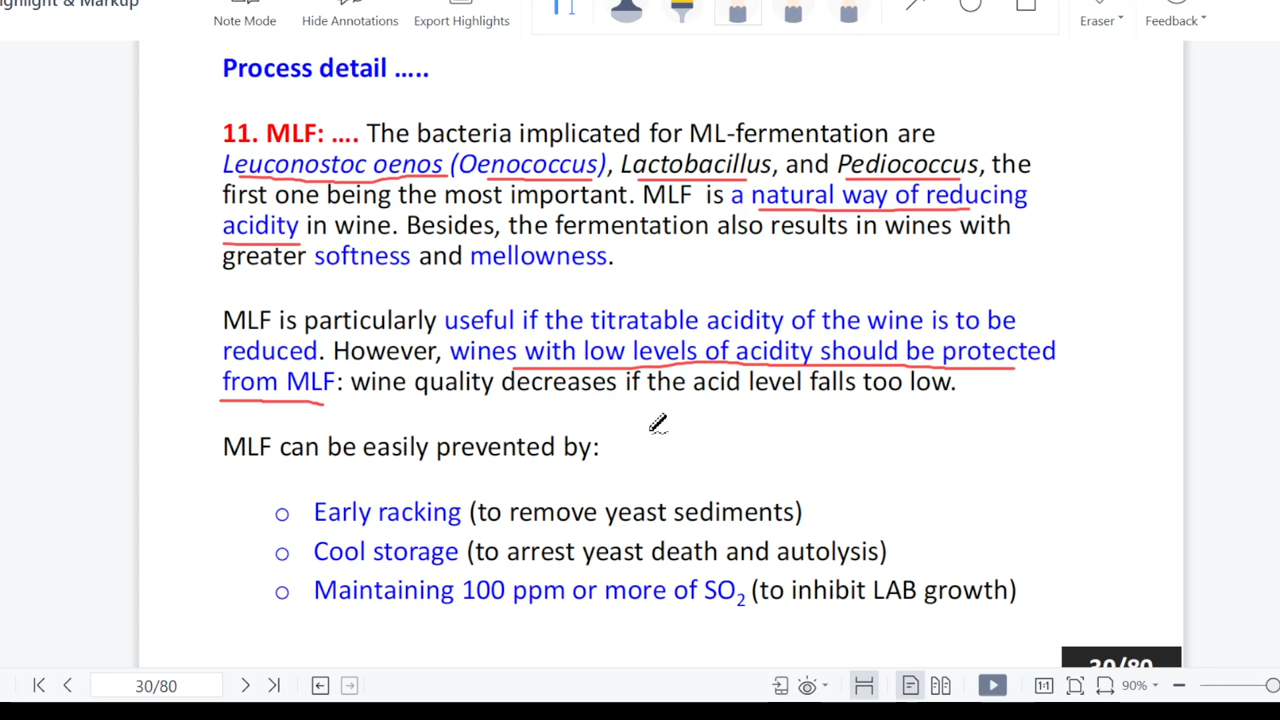 ghlight & Markup
Note Mode
Hide Annotations
Export Highlights
Eraser
Feedback
Process detail …..
11. MLF: …. The bacteria implicated for ML-fermentation are
Leuconostoc oenos (Oenococcus), Lactobacillus, and Pediococcus, the
first one being the most important. MLF is a natural way of reducing
acidity in wine. Besides, the fermentation also results in wines with
greater softness and mellowness.
MLF is particularly useful if the titratable acidity of the wine is to be
reduced. However, wines with low levels of acidity should be protected
from MLF: wine quality decreases if the acid level falls too low.
MLF can be easily prevented by:
o Early racking (to remove yeast sediments)
o Cool storage (to arrest yeast death and autolysis)
o Maintaining 100 ppm or more of SO2 (to inhibit LAB growth)
30/80
30/80
1:1
90%